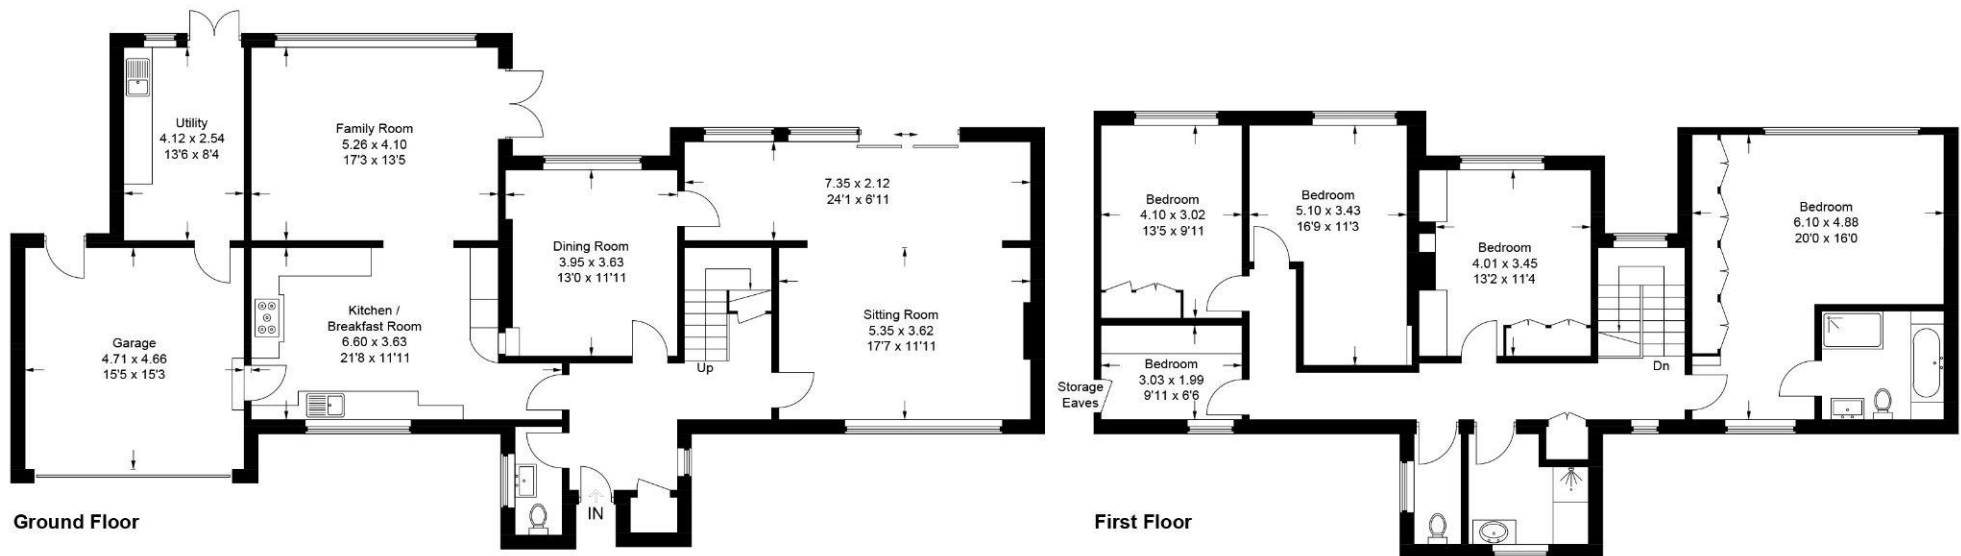 Utility
4.12 x 2.54
13'6 x 8'4
Family Room
5.26 x 4.10
17'3 x 13'5
7.35 x 2.12
24'1 x 6'11
Dining Room
3.95 x 3.63
13'0 x 11'11
Kitchen /
Breakfast Room
6.60 x 3.63
21'8 x 11'11
Garage
4.71 x 4.66
15'5 x 15'3
Sitting Room
5.35 x 3.62
17'7 x 11'11
Up
IN
Ground Floor
Bedroom
4.10 x 3.02
13'5 x 9'11
Bedroom
5.10 x 3.43
16'9 x 11'3
Bedroom
4.01 x 3.45
13'2 x 11'4
Bedroom
6.10 x 4.88
20'0 x 16'0
Bedroom
3.03 x 1.99
9'11 x 6'6
Storage
Eaves
Dn
First Floor